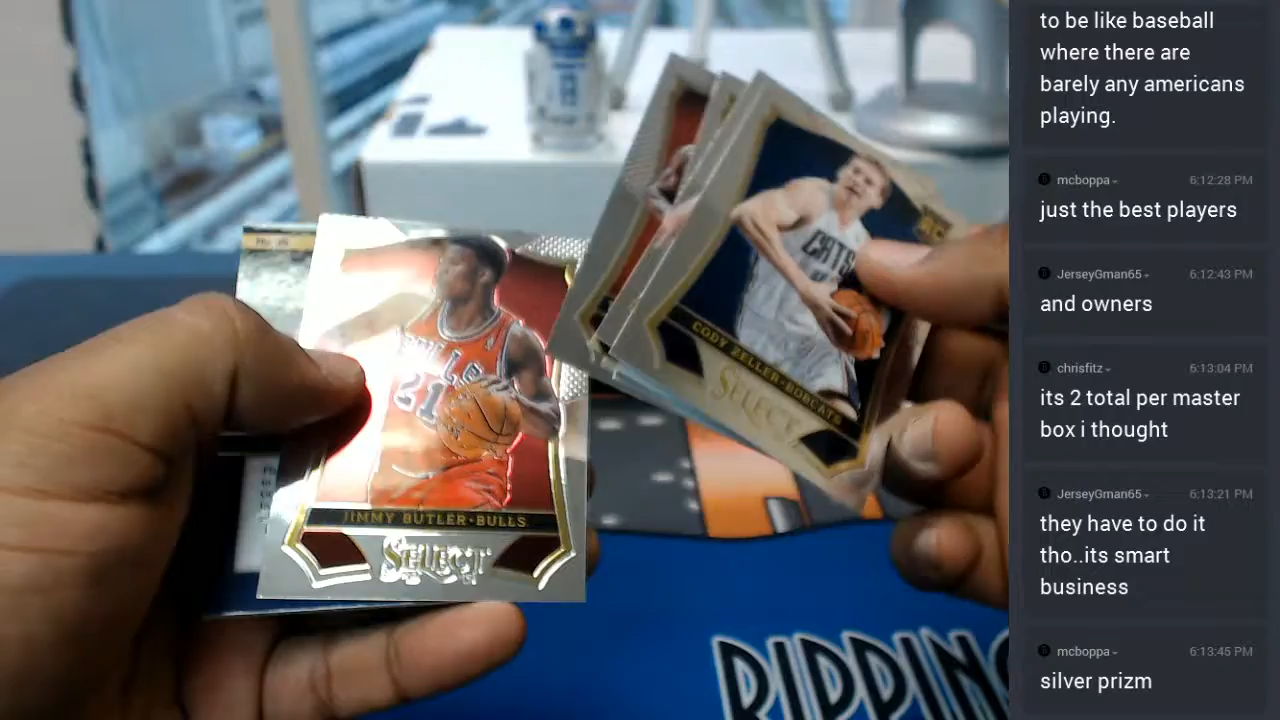 to be like baseball
where there are
barely any americans
playing.
mcboppa
6:12:28 PM
just the best players
JerseyGman65
6:12:43 PM
and owners
chrisfitz
6:13:04 PM
its 2 total per master
box i thought
JerseyGman65
6:13:21 PM
they have to do it
tho..its smart
business
mcboppa
6:13:45 PM
silver prizm
CATS
CODY ZELLER•BOBCATS
SELECT
RC
BULLS
21
JIMMY BUTLER•BULLS
SELECT
RIPPING